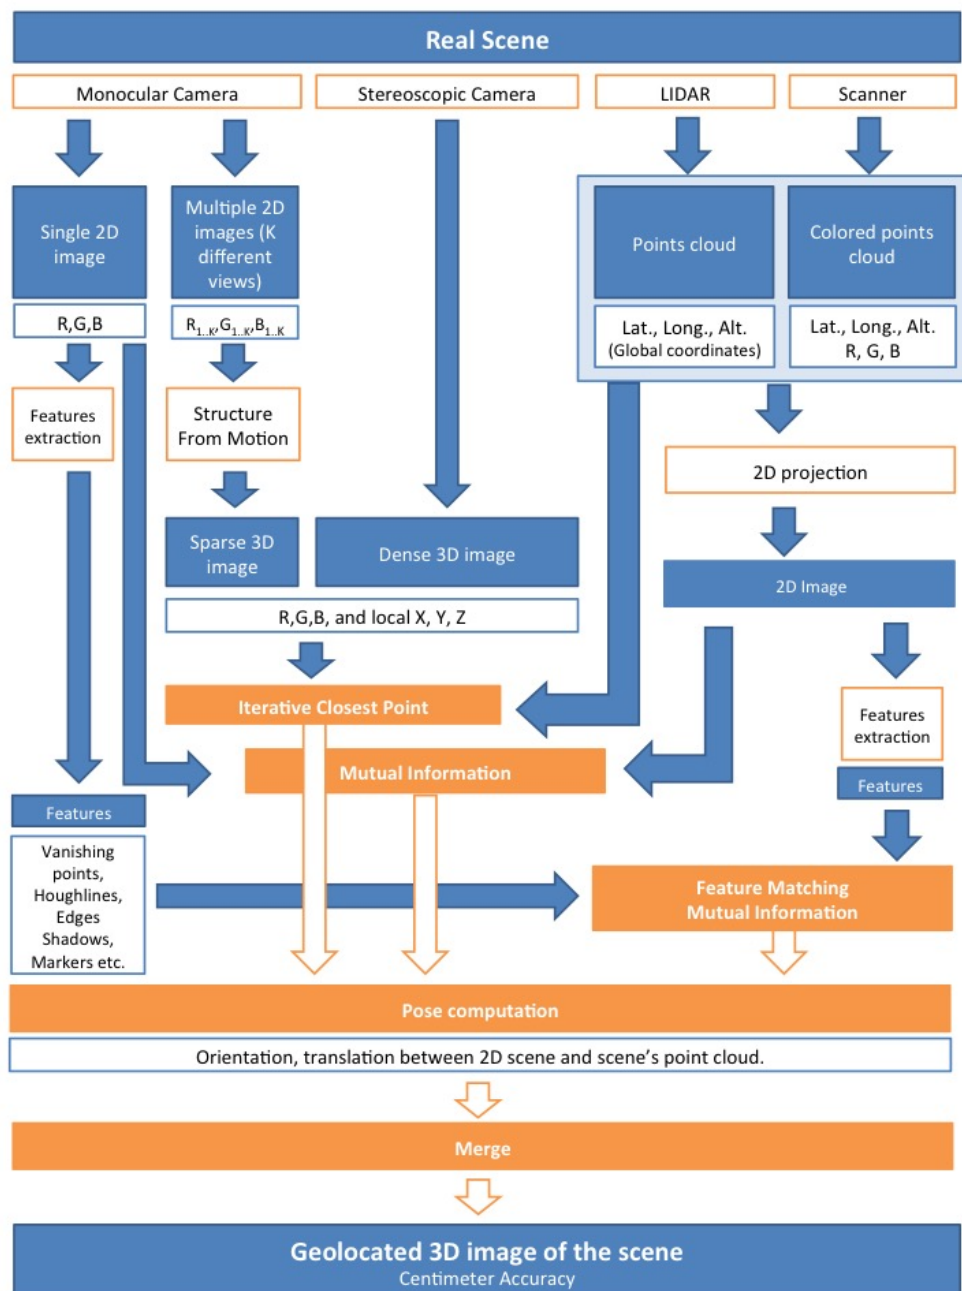 Real Scene
Monocular Camera
Stereoscopic Camera
LIDAR
Scanner
Single 2D
image
Multiple 2D
images (K
different
views)
Points cloud
Colored points
cloud
R,G,B
R1..K,G1..K,B1..K
Lat., Long., Alt.
(Global coordinates)
Lat., Long., Alt.
R, G, B
Features
extraction
Structure
From Motion
2D projection
Sparse 3D
image
Dense 3D image
2D Image
R,G,B, and local X, Y, Z
Iterative Closest Point
Features
extraction
Mutual Information
Features
Features
Vanishing
points,
Houghlines,
Edges
Shadows,
Markers etc.
Feature Matching
Mutual Information
Pose computation
Orientation, translation between 2D scene and scene's point cloud.
Merge
Geolocated 3D image of the scene
Centimeter Accuracy